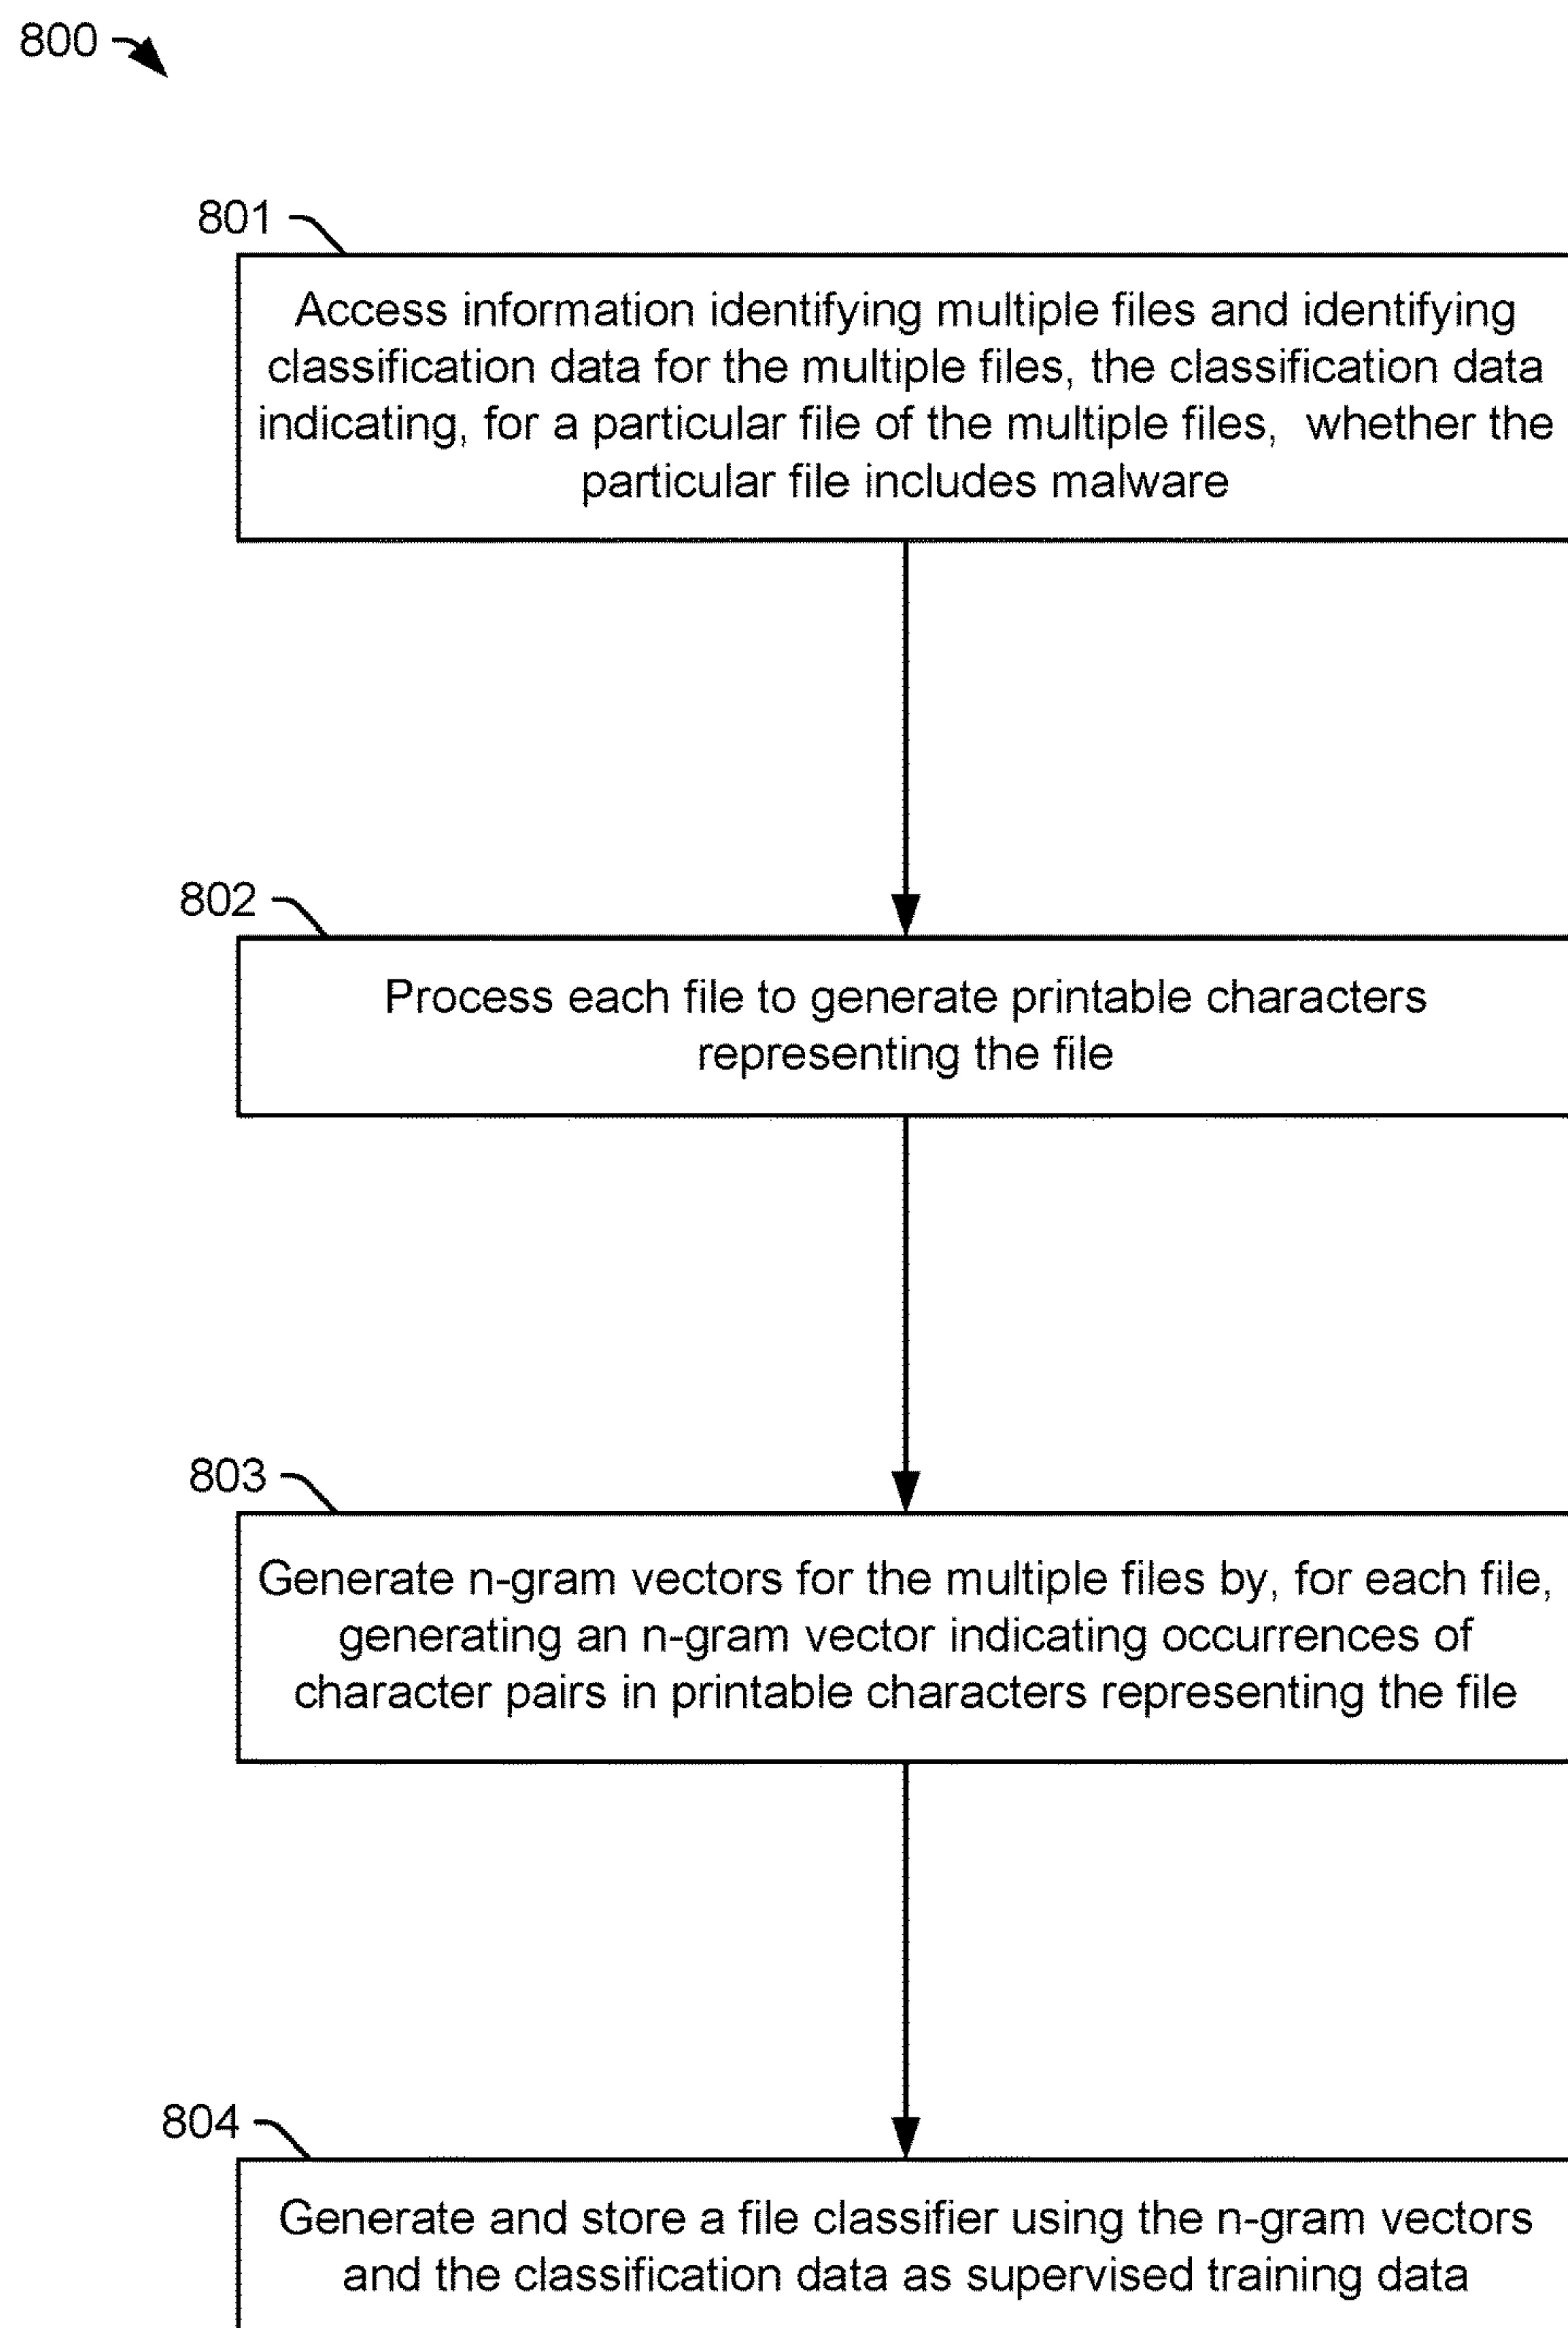 800
801
Access information identifying multiple files and identifying
classification data for the multiple files, the classification data
indicating, for a particular file of the multiple files, whether the
particular file includes malware
802
Process each file to generate printable characters
representing the file
803
Generate n-gram vectors for the multiple files by, for each file,
generating an n-gram vector indicating occurrences of
character pairs in printable characters representing the file
804
Generate and store a file classifier using the n-gram vectors
and the classification data as supervised training data